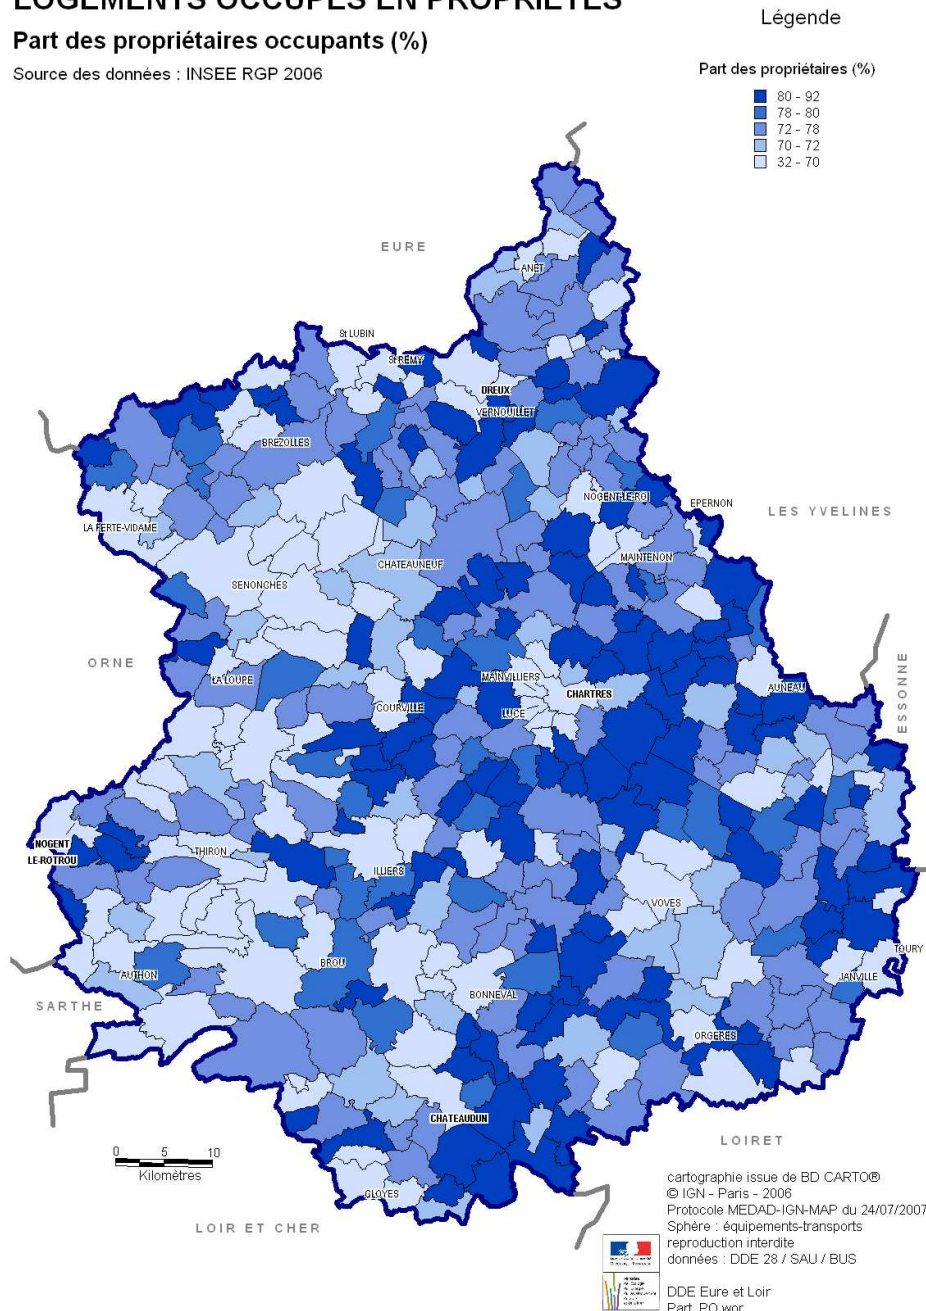 LOGEMENTS OCCUPES EN PROPRIETES
Part des propriétaires occupants (%)
Source des données : INSEE RGP 2006
Légende
Part des propriétaires (%)
80 - 92
78 - 80
72 - 78
70 - 72
32 - 70
EURE
ANET
St LUBIN
St REMY
DREUX
VERNOUILLET
BREZOLLES
NOGENT-LE-ROI
EPERNON
LES YVELINES
LA FERTE-VIDAME
MAINTENON
CHATEAUNEUF
SENONCHES
ORNE
ESSONNE
LA LOUPE
MAINVILLIERS
CHARTRES
AUNEAU
COURVILLE
LUCE
NOGENT
LE-ROTROU
THIRON
ILLIERS
VOVES
TOURY
BROU
AUTHON
JANVILLE
BONNEVAL
SARTHE
ORGERES
CHATEAUDUN
LOIRET
0 5 10
Kilomètres
CLOYES
LOIR ET CHER
cartographie issue de BD CARTO®
© IGN - Paris - 2006
Protocole MEDAD-IGN-MAP du 24/07/2007
Sphère : équipements-transports
reproduction interdite
données : DDE 28 / SAU / BUS
DDE Eure et Loir
Part_PO.wor